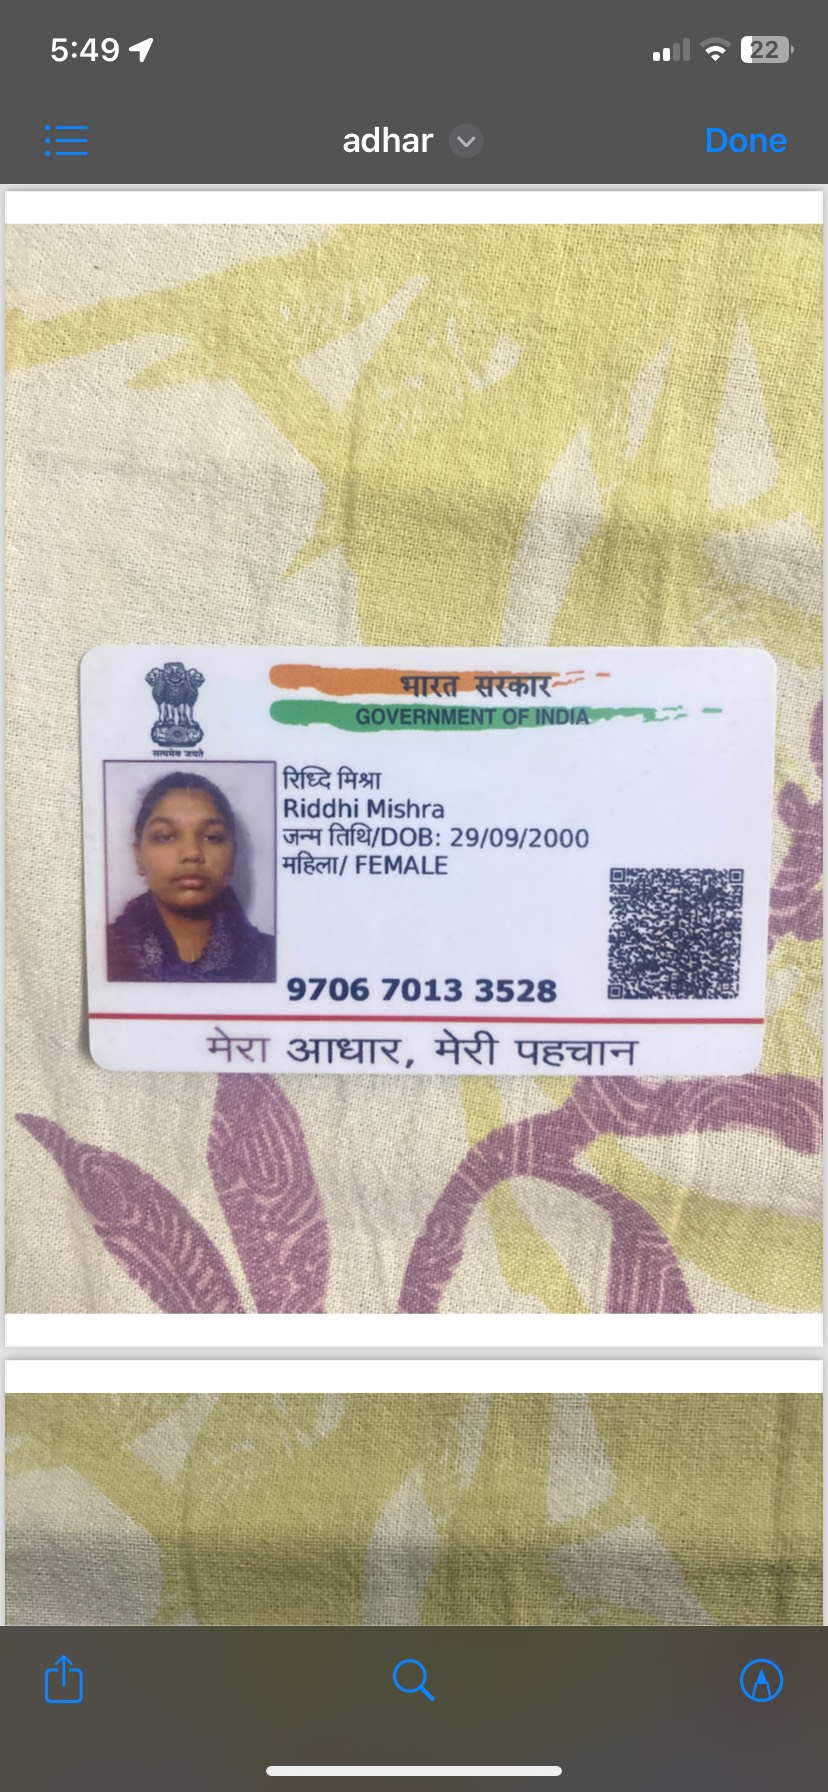 5:49
22
adhar
Done
भारत सरकार
GOVERNMENT OF INDIA
सत्यमेव जयते
रिध्दि मिश्रा
Riddhi Mishra
जन्म तिथि/DOB: 29/09/2000
महिला/ FEMALE
9706 7013 3528
मेरा आधार, मेरी पहचान